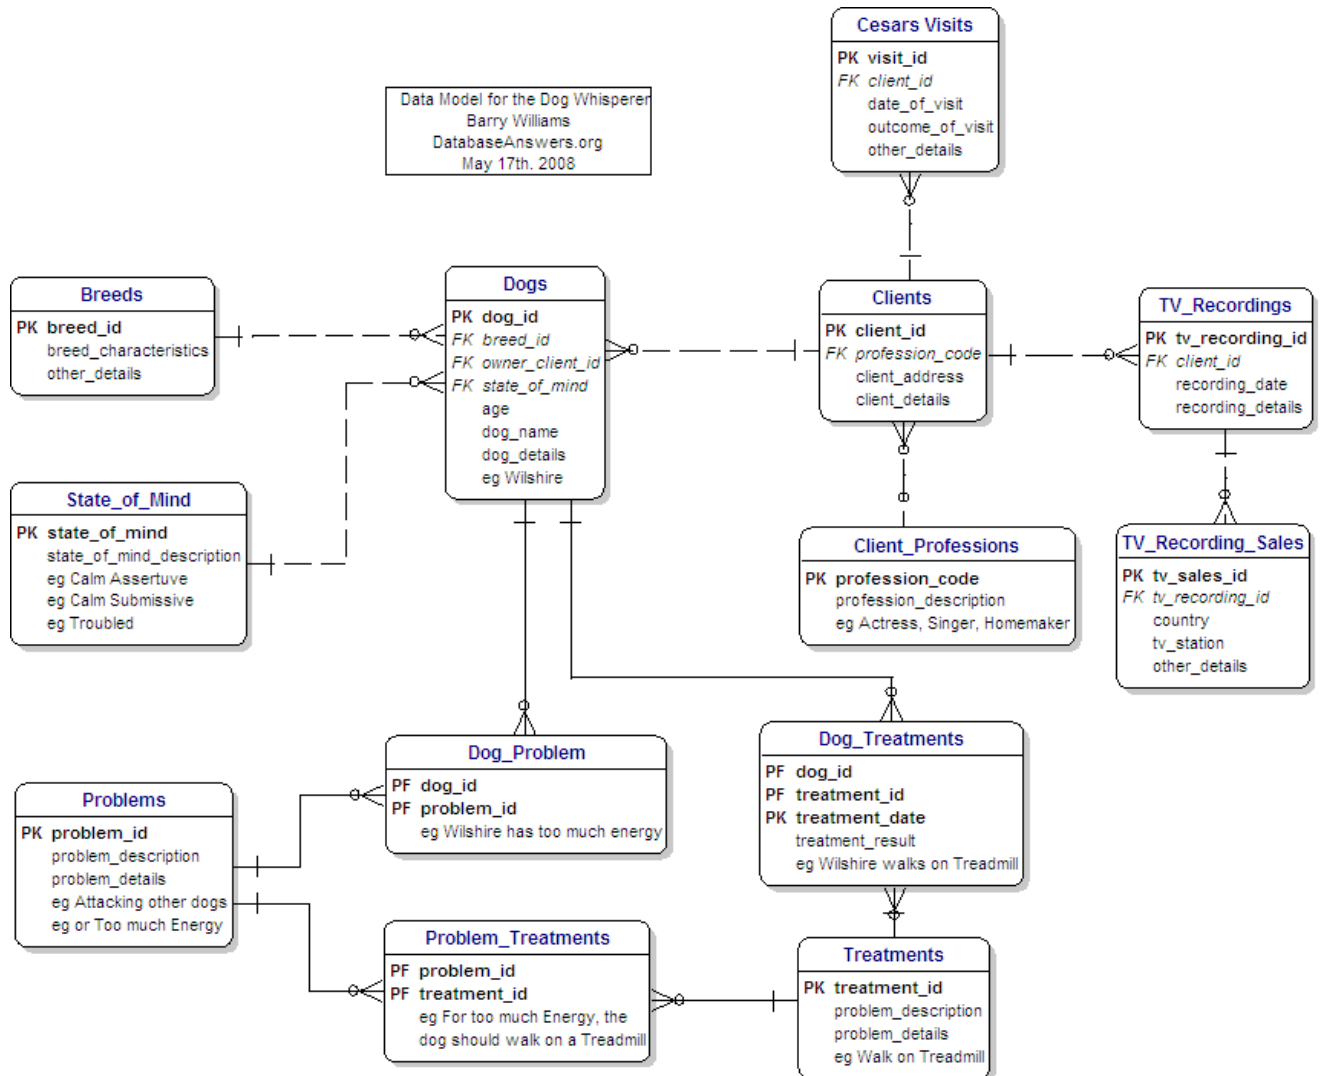 Cesars Visits
PK visit_id
FK client_id
date_of_visit
outcome_of_visit
other_details
Data Model for the Dog Whisperer
Barry Williams
DatabaseAnswers.org
May 17th. 2008
Breeds
PK breed_id
breed_characteristics
other_details
Dogs
PK dog_id
FK breed_id
FK owner_client_id
FK state_of_mind
age
dog_name
dog_details
eg Wilshire
Clients
PK client_id
FK profession_code
client_address
client_details
TV_Recordings
PK tv_recording_id
FK client_id
recording_date
recording_details
State_of_Mind
PK state_of_mind
state_of_mind_description
eg Calm Assertuve
eg Calm Submissive
eg Troubled
Client_Professions
PK profession_code
profession_description
eg Actress, Singer, Homemaker
TV_Recording_Sales
PK tv_sales_id
FK tv_recording_id
country
tv_station
other_details
Dog_Problem
PF dog_id
PF problem_id
eg Wilshire has too much energy
Dog_Treatments
PF dog_id
PF treatment_id
PK treatment_date
treatment_result
eg Wilshire walks on Treadmill
Problems
PK problem_id
problem_description
problem_details
eg Attacking other dogs
eg or Too much Energy
Problem_Treatments
PF problem_id
PF treatment_id
eg For too much Energy, the
dog should walk on a Treadmill
Treatments
PK treatment_id
problem_description
problem_details
eg Walk on Treadmill